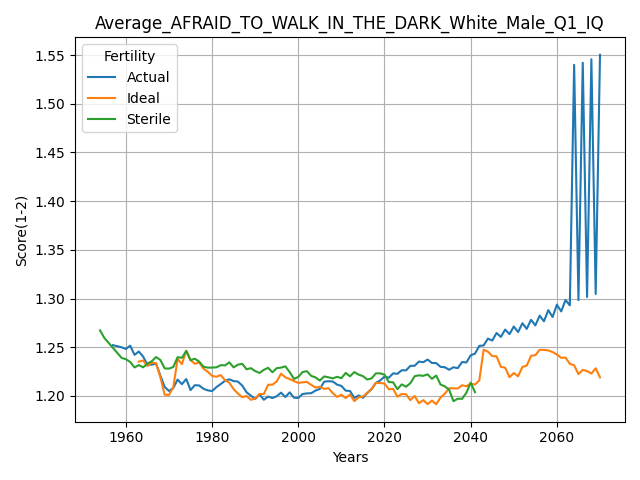 Average_AFRAID_TO_WALK_IN_THE_DARK_White_Male_Q1_IQ
Fertility
Actual
Ideal
Sterile
Score(1-2)
1.55
1.50
1.45
1.40
1.35
1.30
1.25
1.20
1960
1980
2000
2020
2040
2060
Years